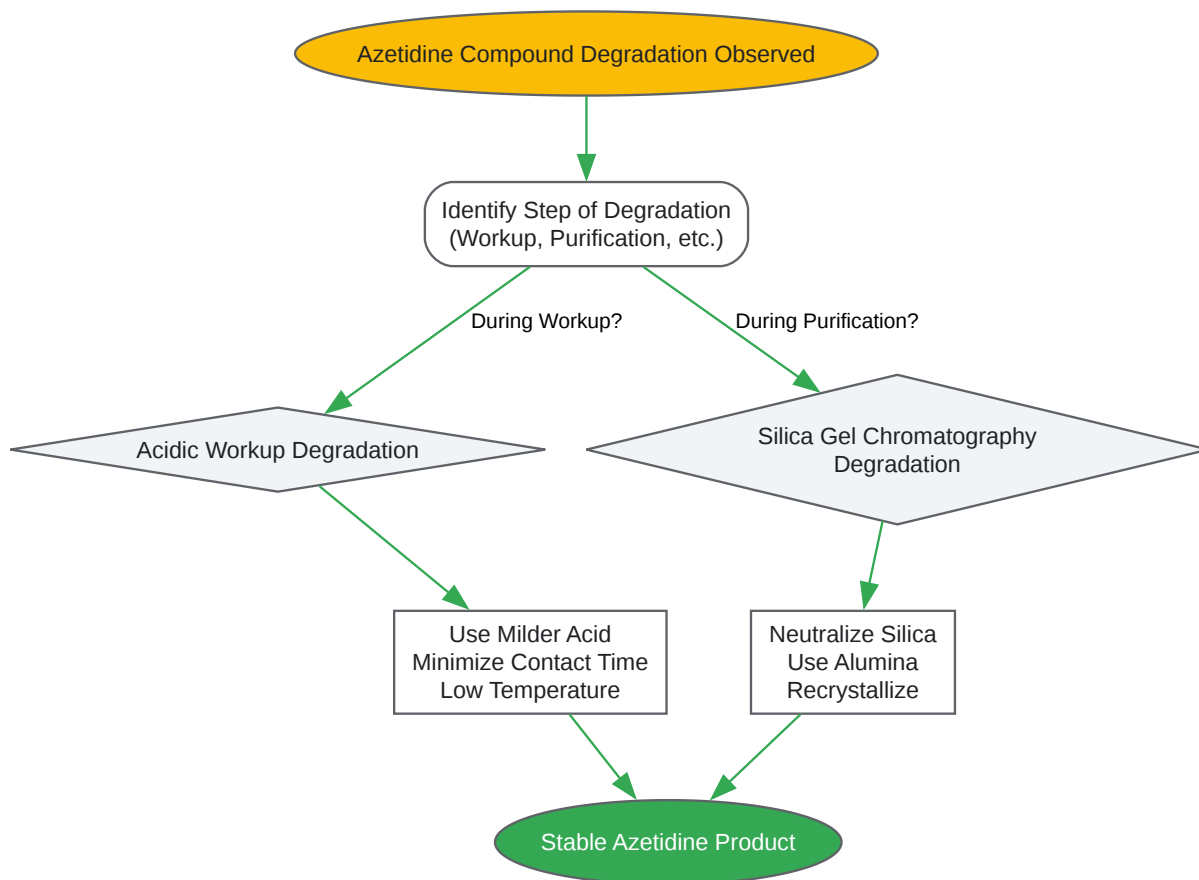 Azetidine Compound Degradation Observed
Identify Step of Degradation
(Workup, Purification, etc.)
During Workup?
During Purification?
Acidic Workup Degradation
Silica Gel Chromatography
Degradation
Use Milder Acid
Minimize Contact Time
Low Temperature
Neutralize Silica
Use Alumina
Recrystallize
Stable Azetidine Product